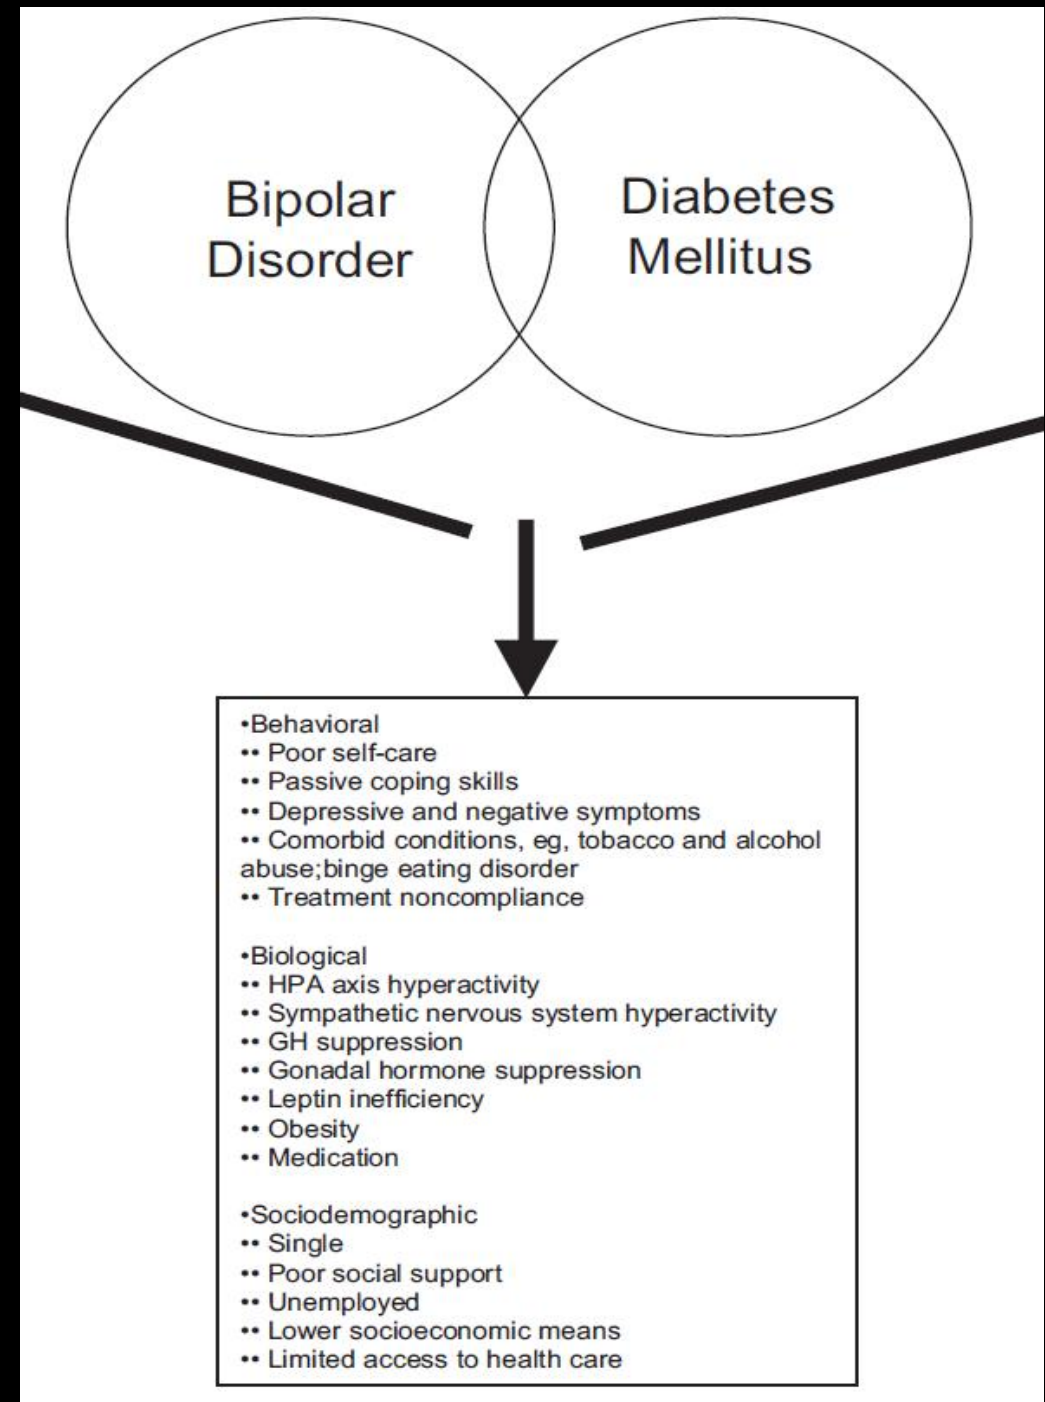 Bipolar
Disorder
Diabetes
Mellitus
•Behavioral
•• Poor self-care
•• Passive coping skills
•• Depressive and negative symptoms
•• Comorbid conditions, eg, tobacco and alcohol
abuse;binge eating disorder
•• Treatment noncompliance
•Biological
•• HPA axis hyperactivity
•• Sympathetic nervous system hyperactivity
•• GH suppression
•• Gonadal hormone suppression
•• Leptin inefficiency
•• Obesity
•• Medication
•Sociodemographic
•• Single
•• Poor social support
•• Unemployed
•• Lower socioeconomic means
•• Limited access to health care